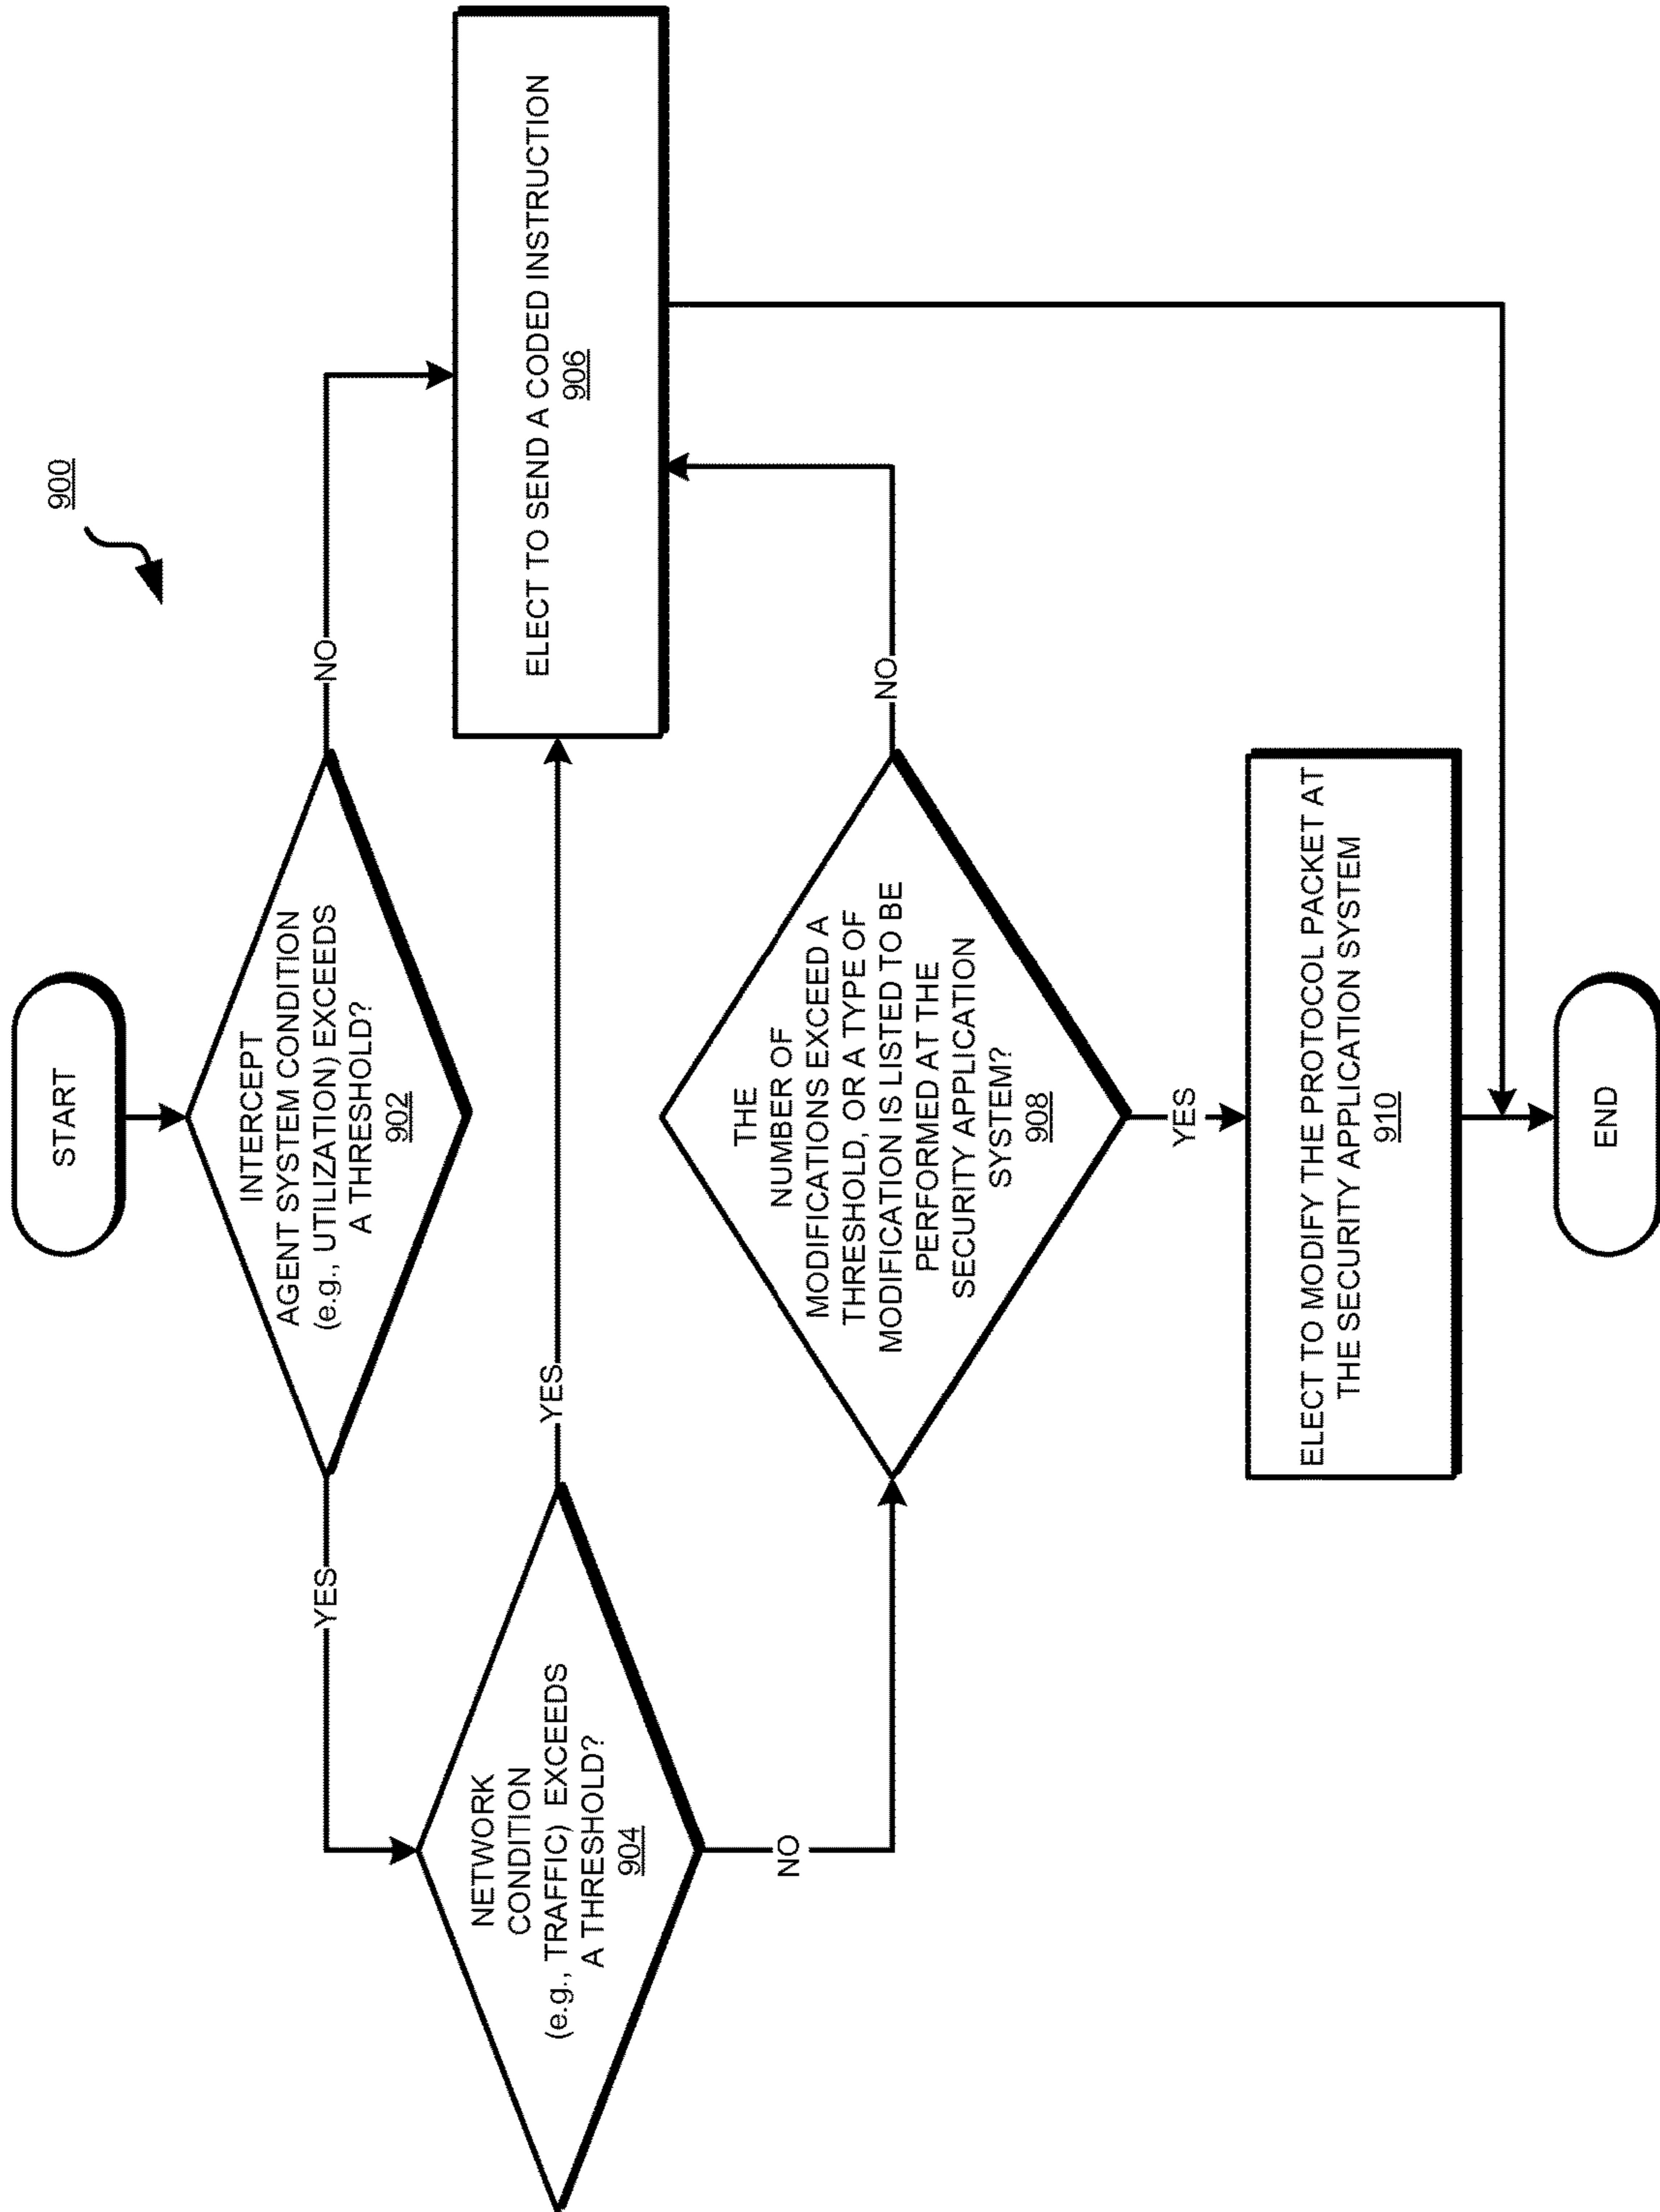 900
START
INTERCEPT
AGENT SYSTEM CONDITION
(e.g., UTILIZATION) EXCEEDS
A THRESHOLD?
902
YES
NO
NETWORK
CONDITION
(e.g., TRAFFIC) EXCEEDS
A THRESHOLD?
904
YES
NO
ELECT TO SEND A CODED INSTRUCTION
906
THE
NUMBER OF
MODIFICATIONS EXCEED A
THRESHOLD, OR A TYPE OF
MODIFICATION IS LISTED TO BE
PERFORMED AT THE
SECURITY APPLICATION
SYSTEM?
908
NO
YES
ELECT TO MODIFY THE PROTOCOL PACKET AT
THE SECURITY APPLICATION SYSTEM
910
END